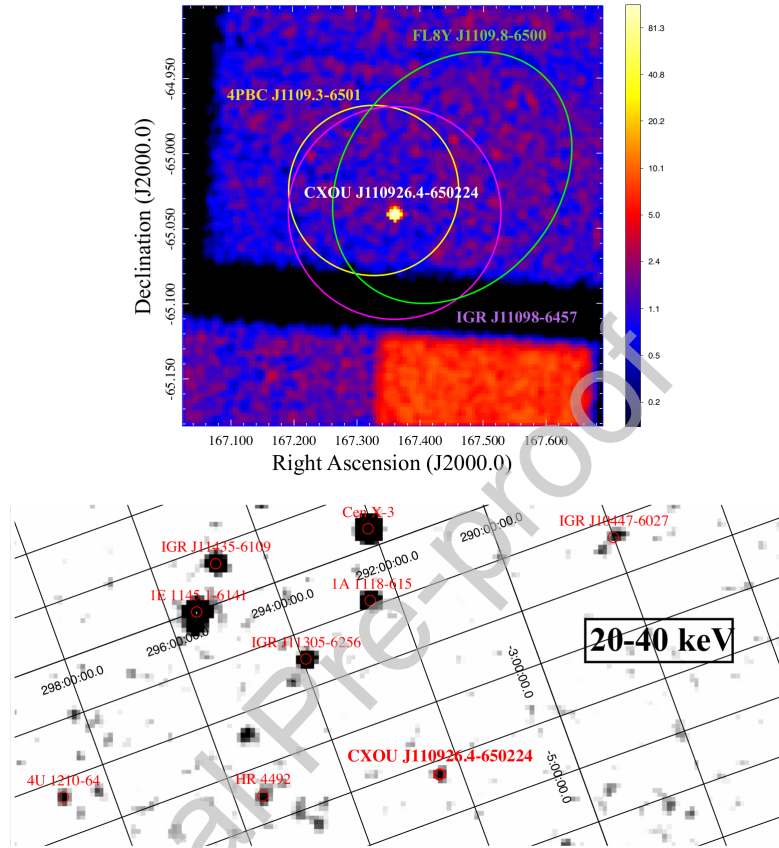 FL8Y J1109.8-6500
4PBC J1109.3-6501
CXOU J110926.4-650224
IGR J11098-6457
Declination (J2000.0)
-64.950
-65.000
-65.050
-65.100
-65.150
167.100 167.200 167.300 167.400 167.500 167.600
Right Ascension (J2000.0)
81.3
40.8
20.2
10.1
5.0
2.4
1.1
0.5
0.2
Cen X-3
290:00:00.0
IGR J10447-6027
IGR J11435-6109
292:00:00.0
1E 1145.1-6141
294:00:00.0
1A 1118-615
296:00:00.0
IGR J11305-6256
20-40 keV
298:00:00.0
-3:00:00.0
CXOU J110926.4-650224
-5:00:00.0
4U 1210-64
HR 4492
al Pre-proof